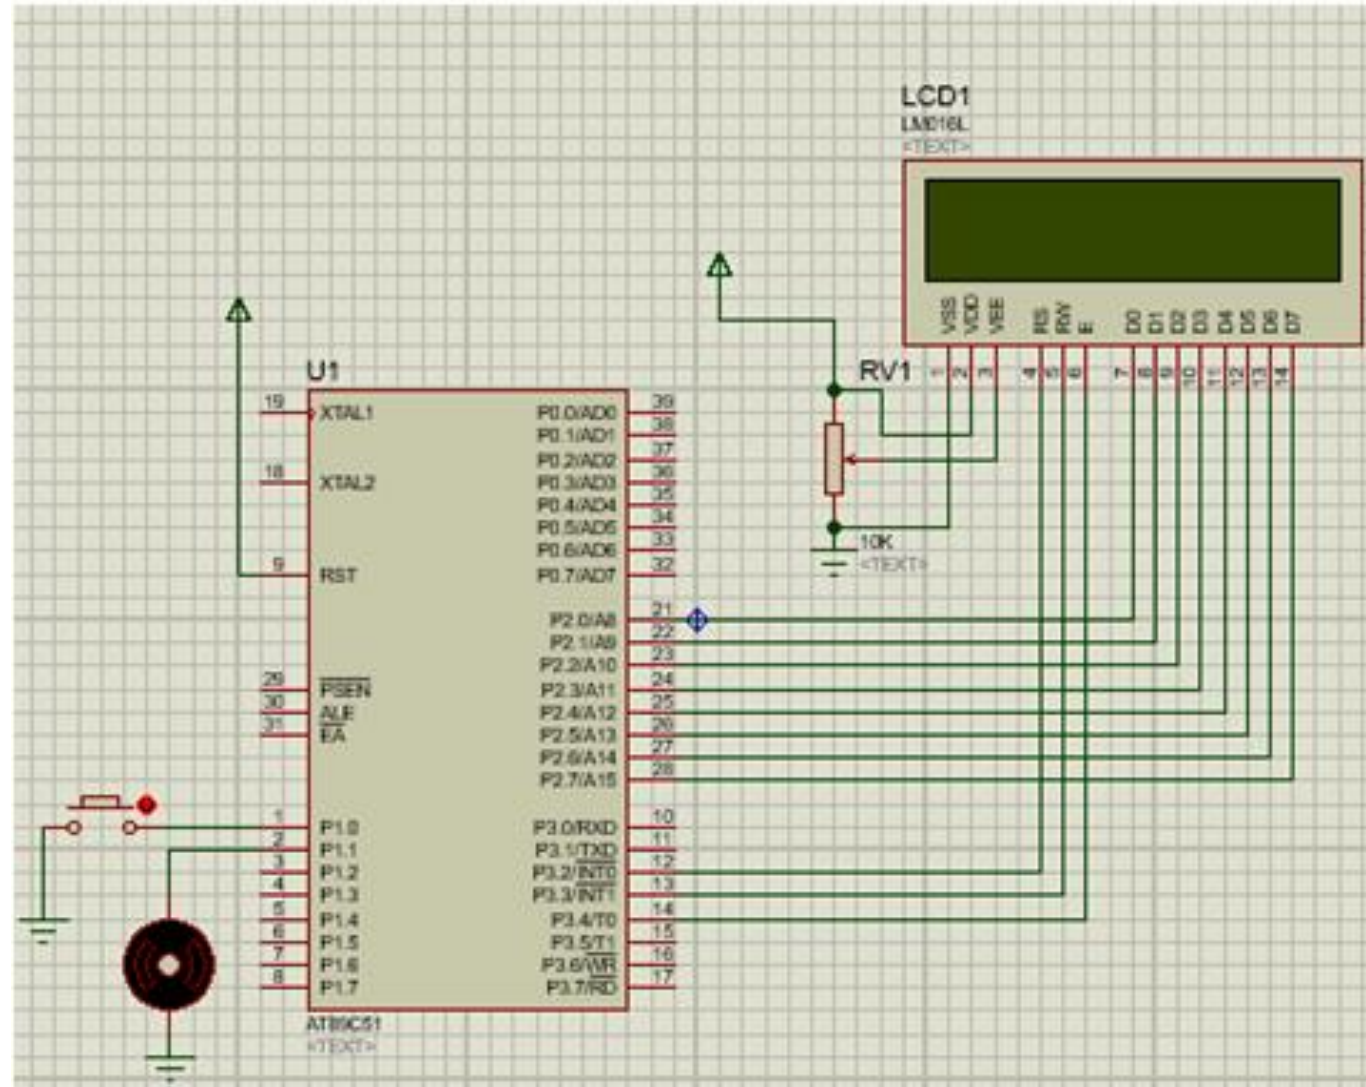 LCD1
LM016L
<TEXT>
VSS
VDD
VEE
RS
RW
E
D0
D1
D2
D3
D4
D5
D6
D7
1
2
3
4
5
6
7
8
9
10
11
12
13
14
RV1
10K
<TEXT>
U1
19 XTAL1
18 XTAL2
9 RST
29 PSEN
30 ALE
31 EA
1 P1.0
2 P1.1
3 P1.2
4 P1.3
5 P1.4
6 P1.5
7 P1.6
8 P1.7
P0.0/AD0 39
P0.1/AD1 38
P0.2/AD2 37
P0.3/AD3 36
P0.4/AD4 35
P0.5/AD5 34
P0.6/AD6 33
P0.7/AD7 32
P2.0/A8 21
P2.1/A9 22
P2.2/A10 23
P2.3/A11 24
P2.4/A12 25
P2.5/A13 26
P2.6/A14 27
P2.7/A15 28
P3.0/RXD 10
P3.1/TXD 11
P3.2/INT0 12
P3.3/INT1 13
P3.4/T0 14
P3.5/T1 15
P3.6/WR 16
P3.7/RD 17
AT89C51
<TEXT>